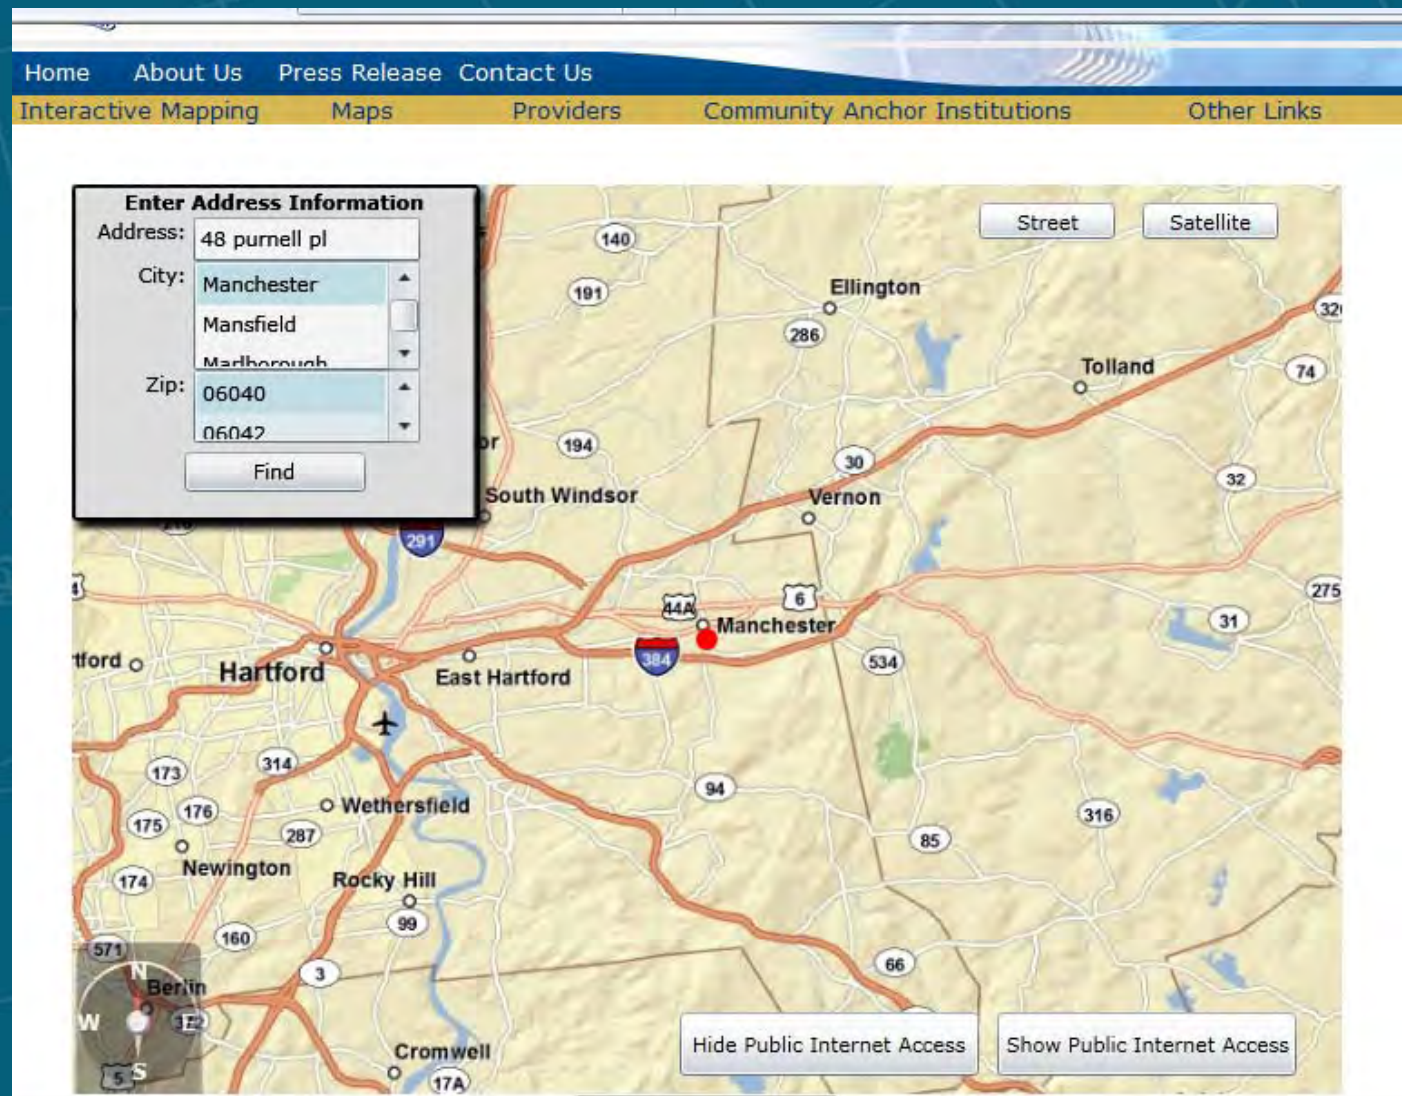 Home About Us Press Release Contact Us
Interactive Mapping Maps Providers Community Anchor Institutions Other Links
Enter Address Information
Address: 48 purnell pl
City: Manchester
Mansfield
Marlborough
Zip: 06040
06042
Find
Street Satellite
140
191
Ellington
286
Tolland
74
194
30
32
South Windsor
Vernon
291
44A
6
Manchester
275
31
Hartford
East Hartford
384
534
173
314
94
176
Wethersfield
175
287
316
85
Newington
174
Rocky Hill
99
160
571
3
66
N
Berlin
W
E
372
S
5
Cromwell
17A
Hide Public Internet Access Show Public Internet Access